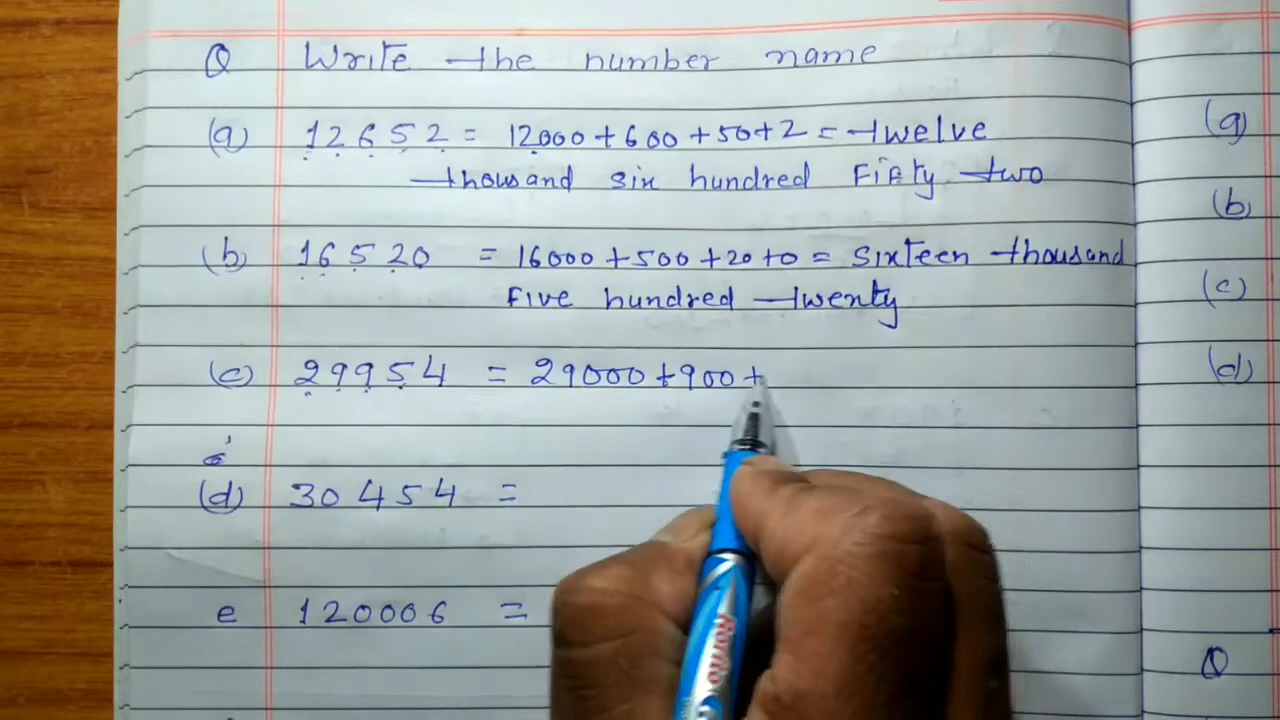 Q Write the number name
(a) 12652 = 12000+600+50+2 = twelve
thousand six hundred Fifty two
(b) 16520 = 16000+500+20+0 = Sixteen thousand
Five hundred twenty
(c) 29954 = 29000+900+
(d) 30454 =
e 120006 =
(a)
(b)
(c)
(d)
Q